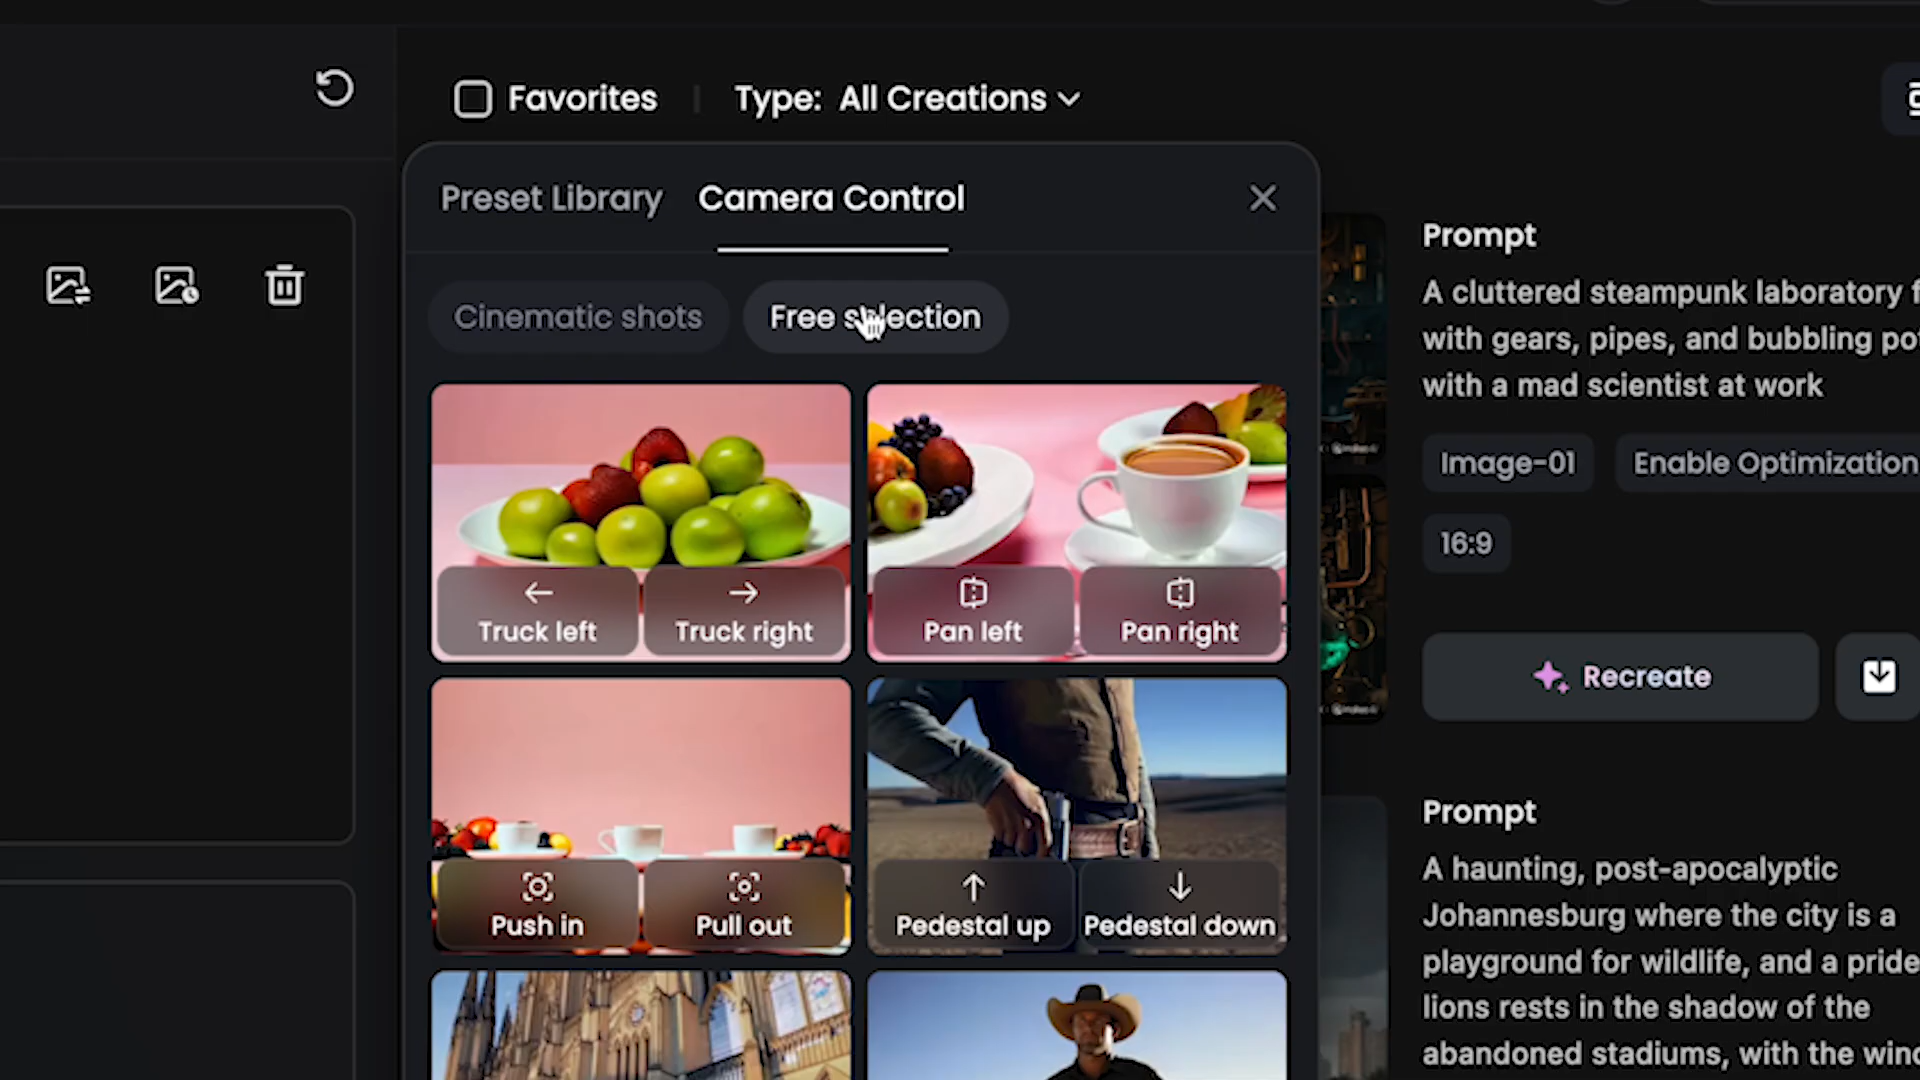 Favorites
Type: All Creations
Preset Library
Camera Control
Cinematic shots
Free selection
Truck left
Truck right
Pan left
Pan right
Push in
Pull out
Pedestal up
Pedestal down
Prompt
A cluttered steampunk laboratory
with gears, pipes, and bubbling
with a mad scientist at work
Image-01
Enable Optimization
16:9
Recreate
Prompt
A haunting, post-apocalyptic
Johannesburg where the city is a
playground for wildlife, and a pride
lions rests in the shadow of the
abandoned stadiums, with the